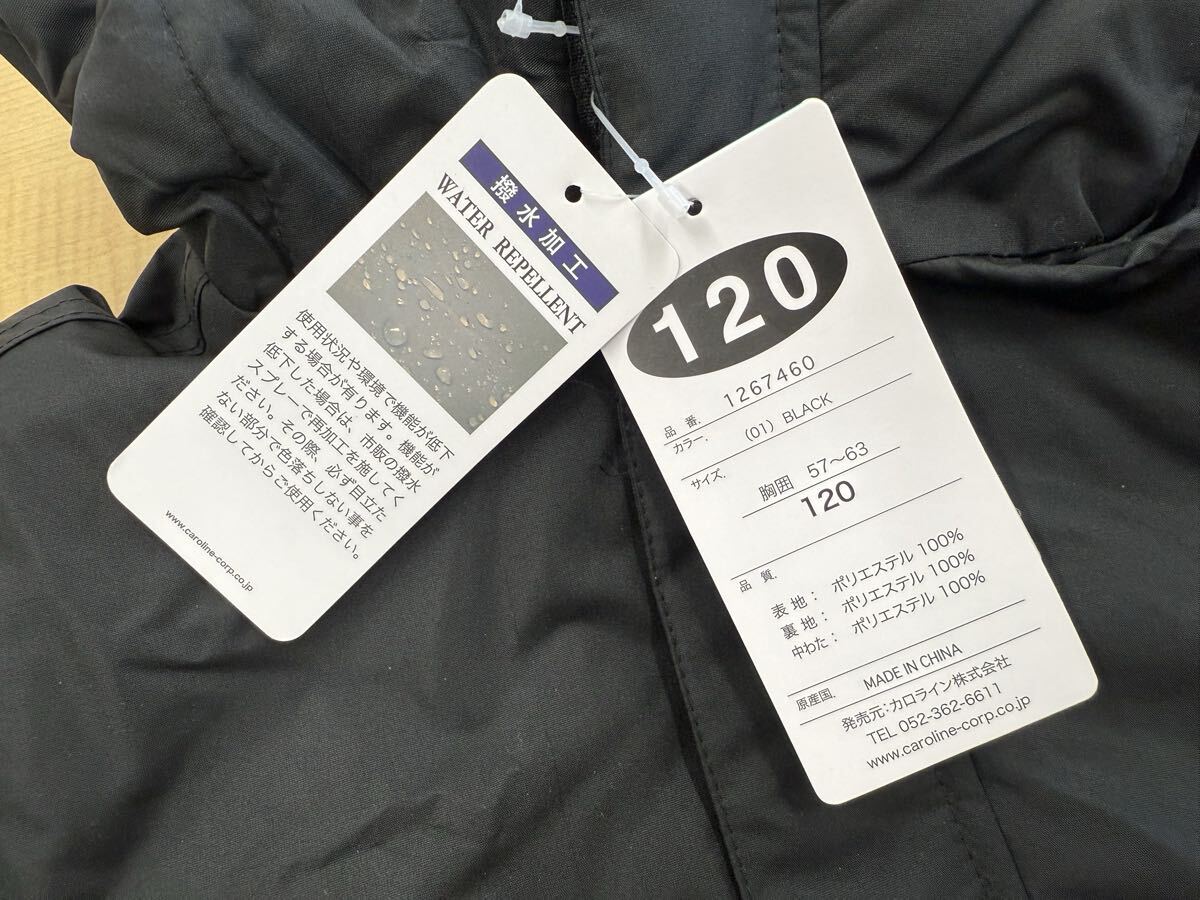 撥水加工
WATER REPELLENT
使用状況や環境で機能が低下
する場合が有ります。機能が
低下した場合は、市販の撥水
スプレーで再加工を施してく
ださい。その際、必ず目立た
ない部分で色落ちしない事を
確認してからご使用ください。
www.caroline-corp.co.jp
120
品 番. 1267460
カラー. (01) BLACK
サイズ. 胸囲 57〜63
120
品 質.
表 地 : ポリエステル 100%
裏 地 : ポリエステル 100%
中わた : ポリエステル 100%
原産国. MADE IN CHINA
発売元:カロライン株式会社
TEL 052-362-6611
www.caroline-corp.co.jp